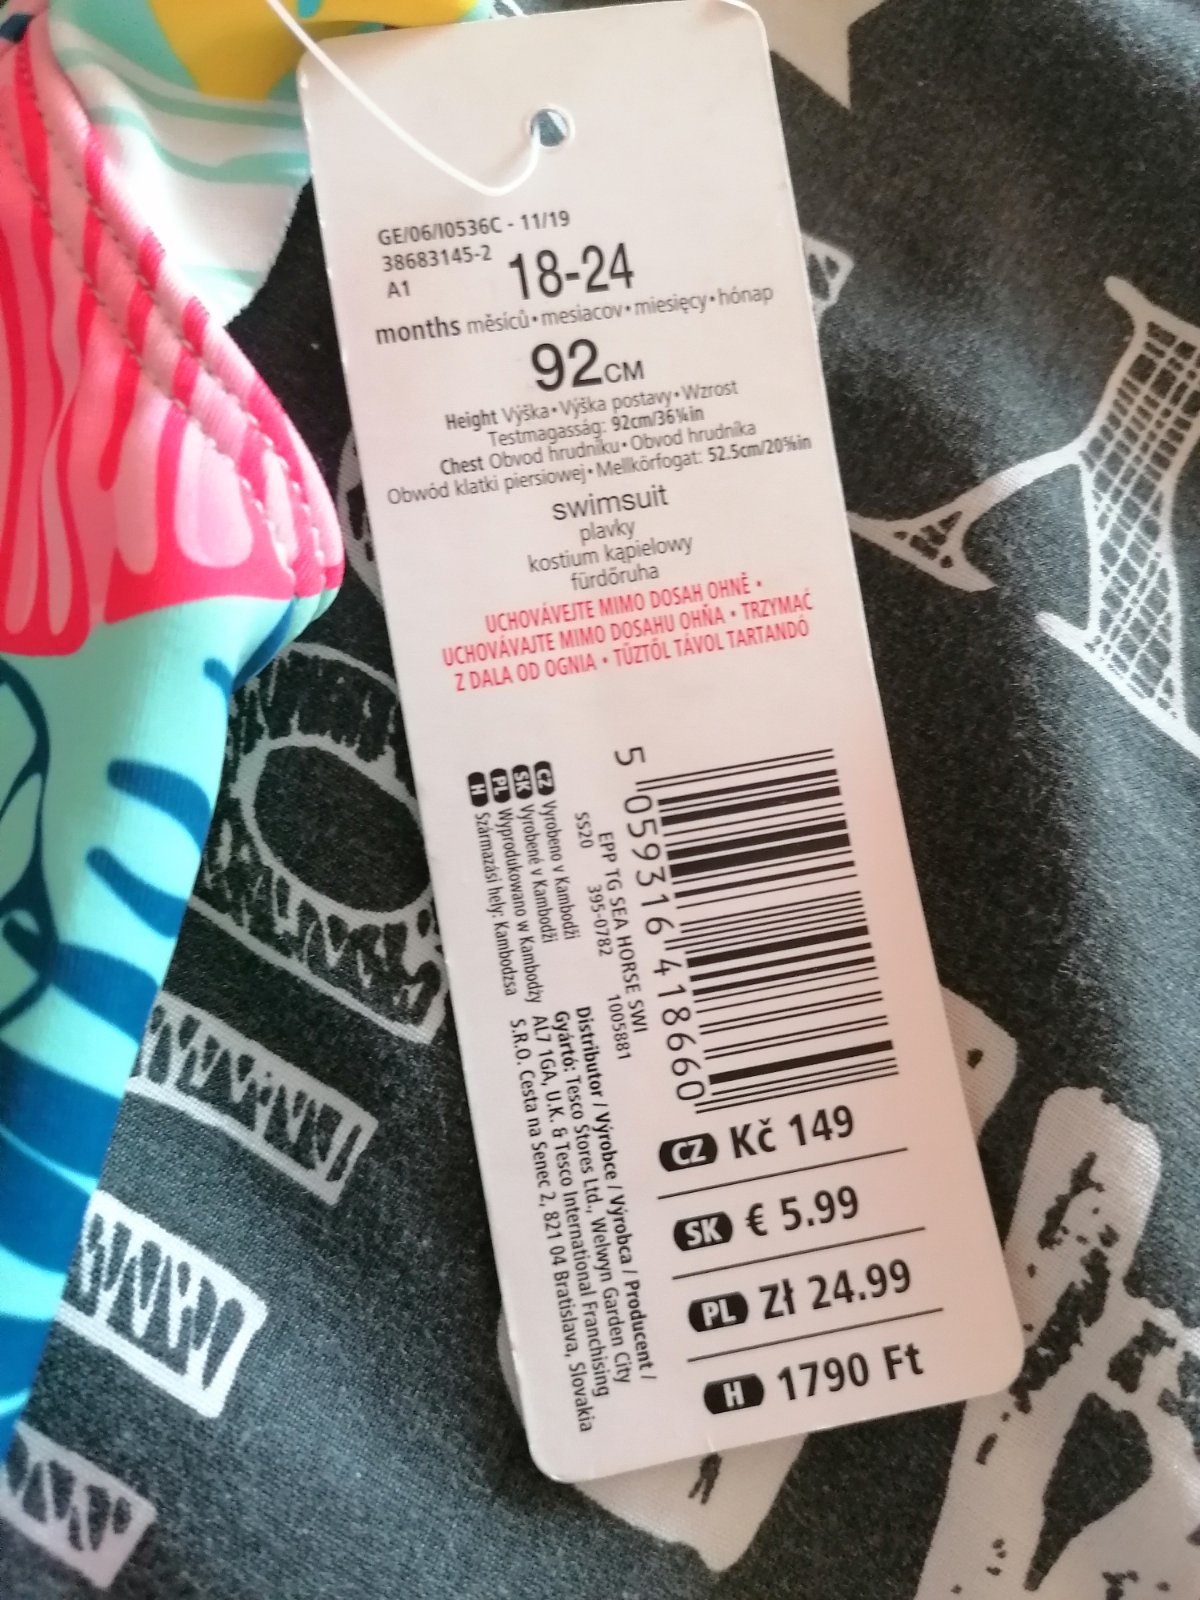 GE/06/I0536C - 11/19
38683145-2
A1
18-24
months měsíců • mesiacov • miesięcy • hónap
92CM
Height Výška • Výška postavy • Wzrost
Testmagasság: 92cm/36¼in
Chest Obvod hrudníku • Obvod hrudníka
Obwód klatki piersiowej • Mellkörfogat: 52.5cm/20⅝in
swimsuit
plavky
kostium kąpielowy
fürdőruha
UCHOVÁVEJTE MIMO DOSAH OHNĚ •
UCHOVÁVAJTE MIMO DOSAHU OHŇA • TRZYMAĆ
Z DALA OD OGNIA • TŰZTŐL TÁVOL TARTANDÓ
5 059316 418660
EPP TG SEA HORSE SWI
SS20 395-0782 1005881
CZ Vyrobeno v Kambodži
SK Vyrobené v Kambodži
PL Wyprodukowano w Kambodży
H Származási hely: Kambodzsa
Distributor / Výrobce / Výrobca / Producent /
Gyártó: Tesco Stores Ltd., Welwyn Garden City
AL7 1GA, U.K. & Tesco International Franchising
S.R.O. Cesta na Senec 2, 821 04 Bratislava, Slovakia
CZ Kč 149
SK € 5.99
PL Zł 24.99
H 1790 Ft